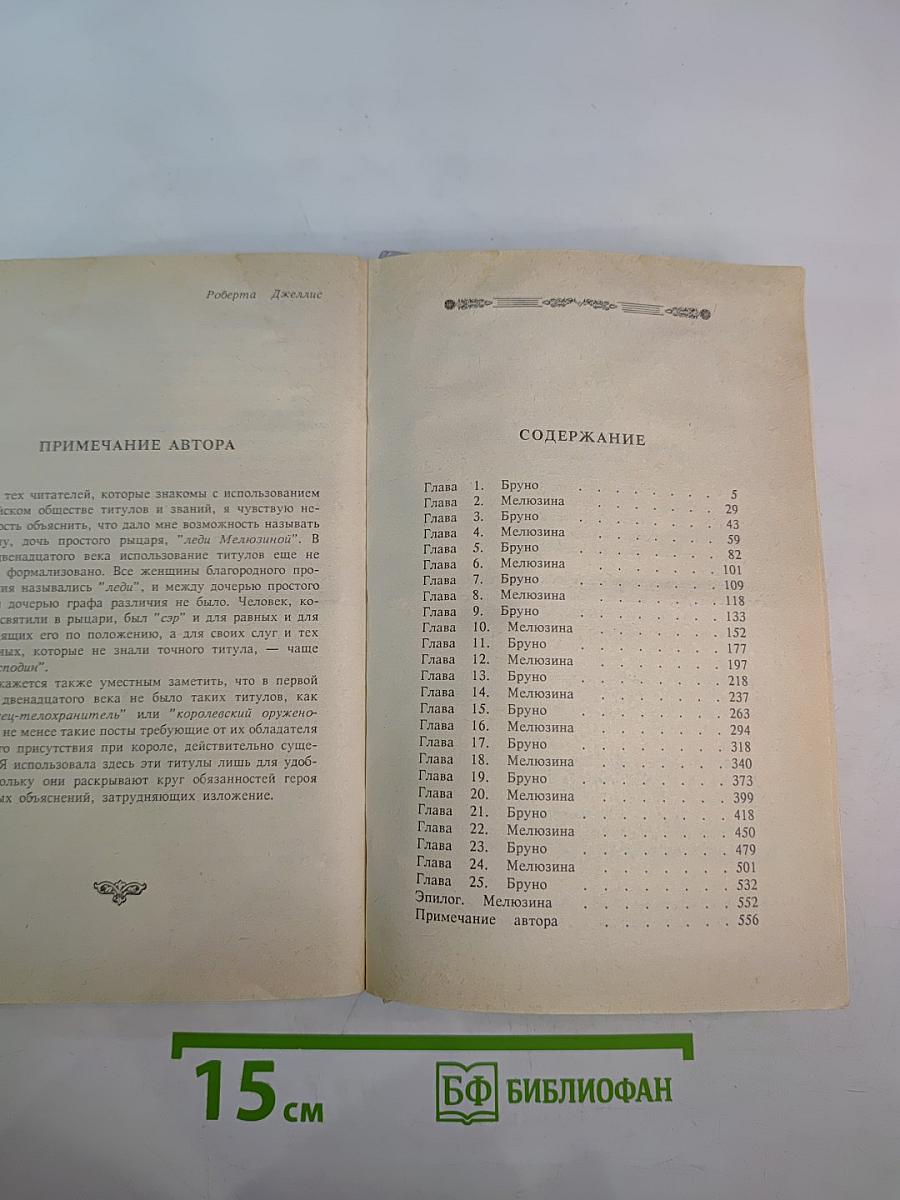 Роберта Джеллис
ПРИМЕЧАНИЕ АВТОРА
тех читателей, которые знакомы с использованием
обществе титулов и званий, я чувствую не-
объяснить, что дало мне возможность называть
дочь простого рыцаря, "леди Мелюзиной". В
двенадцатого века использование титулов еще не
формализовано. Все женщины благородного про-
назывались "леди", и между дочерью простого
дочерью графа различия не было. Человек, ко-
святили в рыцари, был "сэр" и для равных и для
его по положению, а для своих слуг и тех
которые не знали точного титула, — чаще
кажется также уместным заметить, что в первой
двенадцатого века не было таких титулов, как
или "королевский оружено-
не менее такие посты требующие от их обладателя
присутствия при короле, действительно суще-
Я использовала здесь эти титулы лишь для удоб-
они раскрывают круг обязанностей героя
объяснений, затрудняющих изложение.
СОДЕРЖАНИЕ
Глава 1. Бруно . . . . . . . 5
Глава 2. Мелюзина . . . . . . 29
Глава 3. Бруно . . . . . . . 43
Глава 4. Мелюзина . . . . . . 59
Глава 5. Бруно . . . . . . . 82
Глава 6. Мелюзина . . . . . . 101
Глава 7. Бруно . . . . . . . 109
Глава 8. Мелюзина . . . . . . 118
Глава 9. Бруно . . . . . . . 133
Глава 10. Мелюзина . . . . . . 152
Глава 11. Бруно . . . . . . . 177
Глава 12. Мелюзина . . . . . . 197
Глава 13. Бруно . . . . . . . 218
Глава 14. Мелюзина . . . . . . 237
Глава 15. Бруно . . . . . . . 263
Глава 16. Мелюзина . . . . . . 294
Глава 17. Бруно . . . . . . . 318
Глава 18. Мелюзина . . . . . . 340
Глава 19. Бруно . . . . . . . 373
Глава 20. Мелюзина . . . . . . 399
Глава 21. Бруно . . . . . . . 418
Глава 22. Мелюзина . . . . . . 450
Глава 23. Бруно . . . . . . . 479
Глава 24. Мелюзина . . . . . . 501
Глава 25. Бруно . . . . . . . 532
Эпилог. Мелюзина . . . . . . . 552
Примечание автора . . . . . . 556
15 см
БФ БИБЛИОФАН